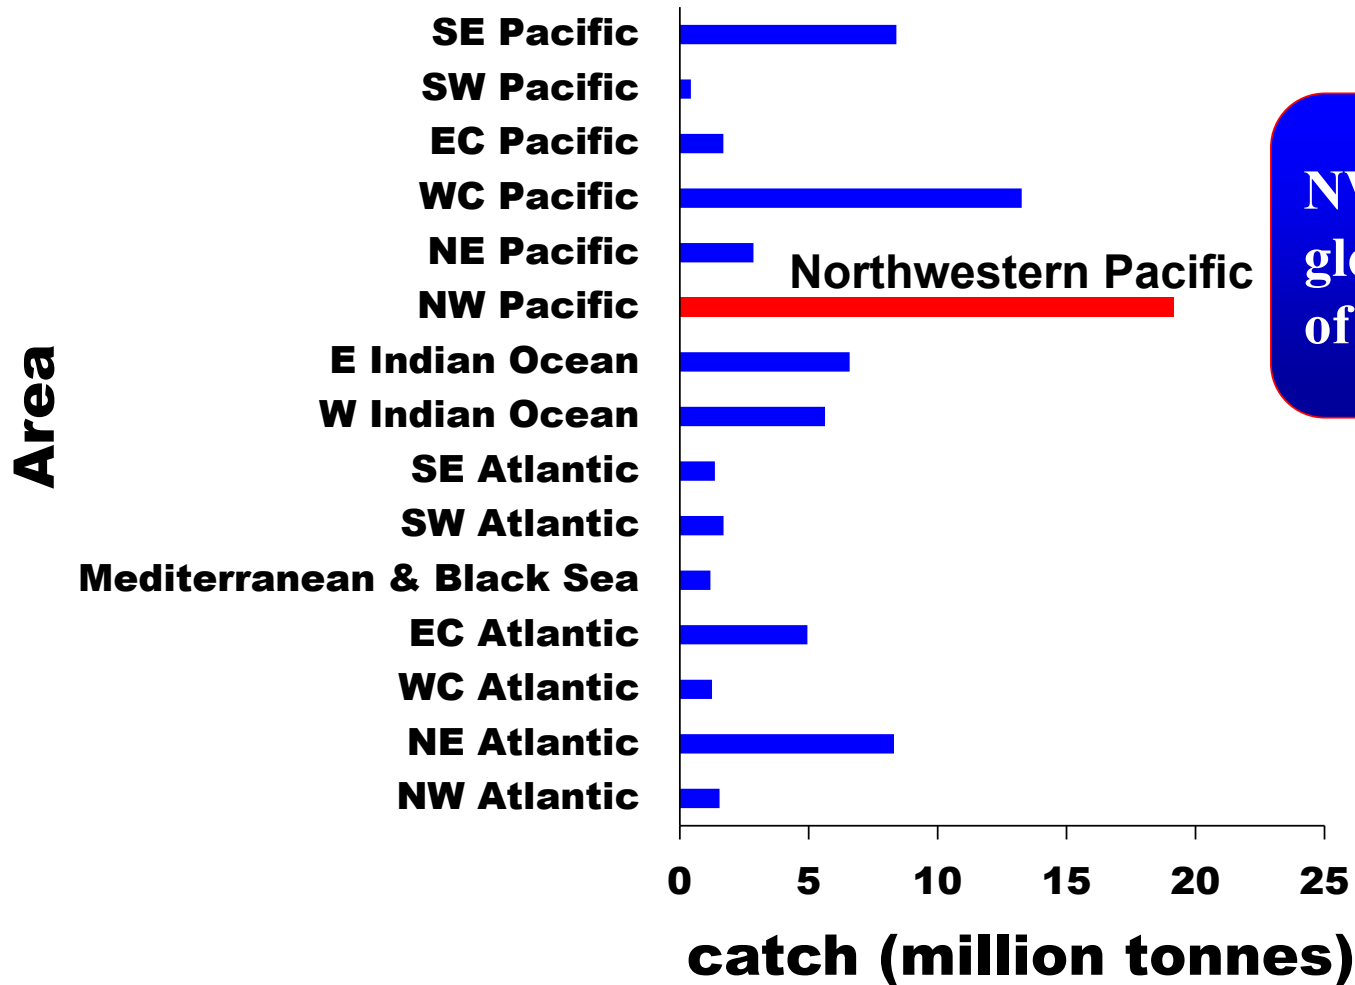 SE Pacific
SW Pacific
EC Pacific
WC Pacific
NE Pacific
Northwestern Pacific
NW Pacific
E Indian Ocean
W Indian Ocean
SE Atlantic
SW Atlantic
Mediterranean & Black Sea
EC Atlantic
WC Atlantic
NE Atlantic
NW Atlantic
Area
0 5 10 15 20 25
catch (million tonnes)
of